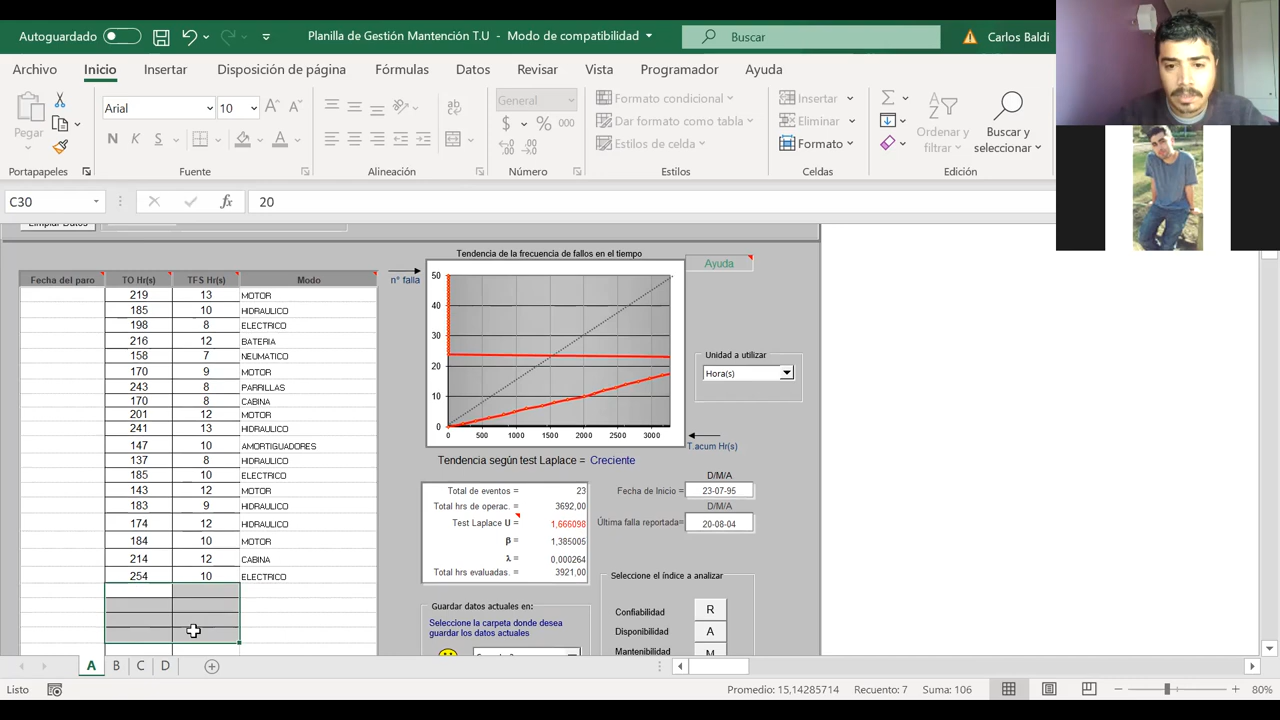 Autoguardado
Planilla de Gestión Mantención T.U - Modo de compatibilidad
Buscar
Carlos Baldi
Archivo Inicio Insertar Disposición de página Fórmulas Datos Revisar Vista Programador Ayuda
Pegar
Portapapeles
Arial 10
A A
N K S
Fuente
ab
Alineación
General
$ % 000
Número
Formato condicional
Dar formato como tabla
Estilos de celda
Estilos
Insertar
Eliminar
Formato
Celdas
Ordenar y filtrar
Buscar y seleccionar
Edición
C30 fx 20
Limpiar Datos
Fecha del paro TO Hr(s) TFS Hr(s) Modo
219 13 MOTOR
185 10 HIDRAULICO
198 8 ELECTRICO
216 12 BATERIA
158 7 NEUMATICO
170 9 MOTOR
243 8 PARRILLAS
170 8 CABINA
201 12 MOTOR
241 13 HIDRAULICO
147 10 AMORTIGUADORES
137 8 HIDRAULICO
185 10 ELECTRICO
143 12 MOTOR
183 9 HIDRAULICO
174 12 HIDRAULICO
184 10 MOTOR
214 12 CABINA
254 10 ELECTRICO
Tendencia de la frecuencia de fallos en el tiempo
n° falla
50
40
30
20
10
0
0 500 1000 1500 2000 2500 3000
T.acum Hr(s)
Ayuda
Unidad a utilizar
Hora(s)
Tendencia según test Laplace = Creciente
Total de eventos = 23
Total hrs de operac. = 3692,00
Test Laplace U = 1,666098
β = 1,385005
λ = 0,000264
Total hrs evaluadas. = 3921,00
D/M/A
Fecha de Inicio = 23-07-95
D/M/A
Última falla reportada= 20-08-04
Guardar datos actuales en:
Seleccione la carpeta donde desea
guardar los datos actuales
Seleccione el índice a analizar
Confiabilidad R
Disponibilidad A
Mantenibilidad M
A B C D
Listo
Promedio: 15,14285714 Recuento: 7 Suma: 106
80%